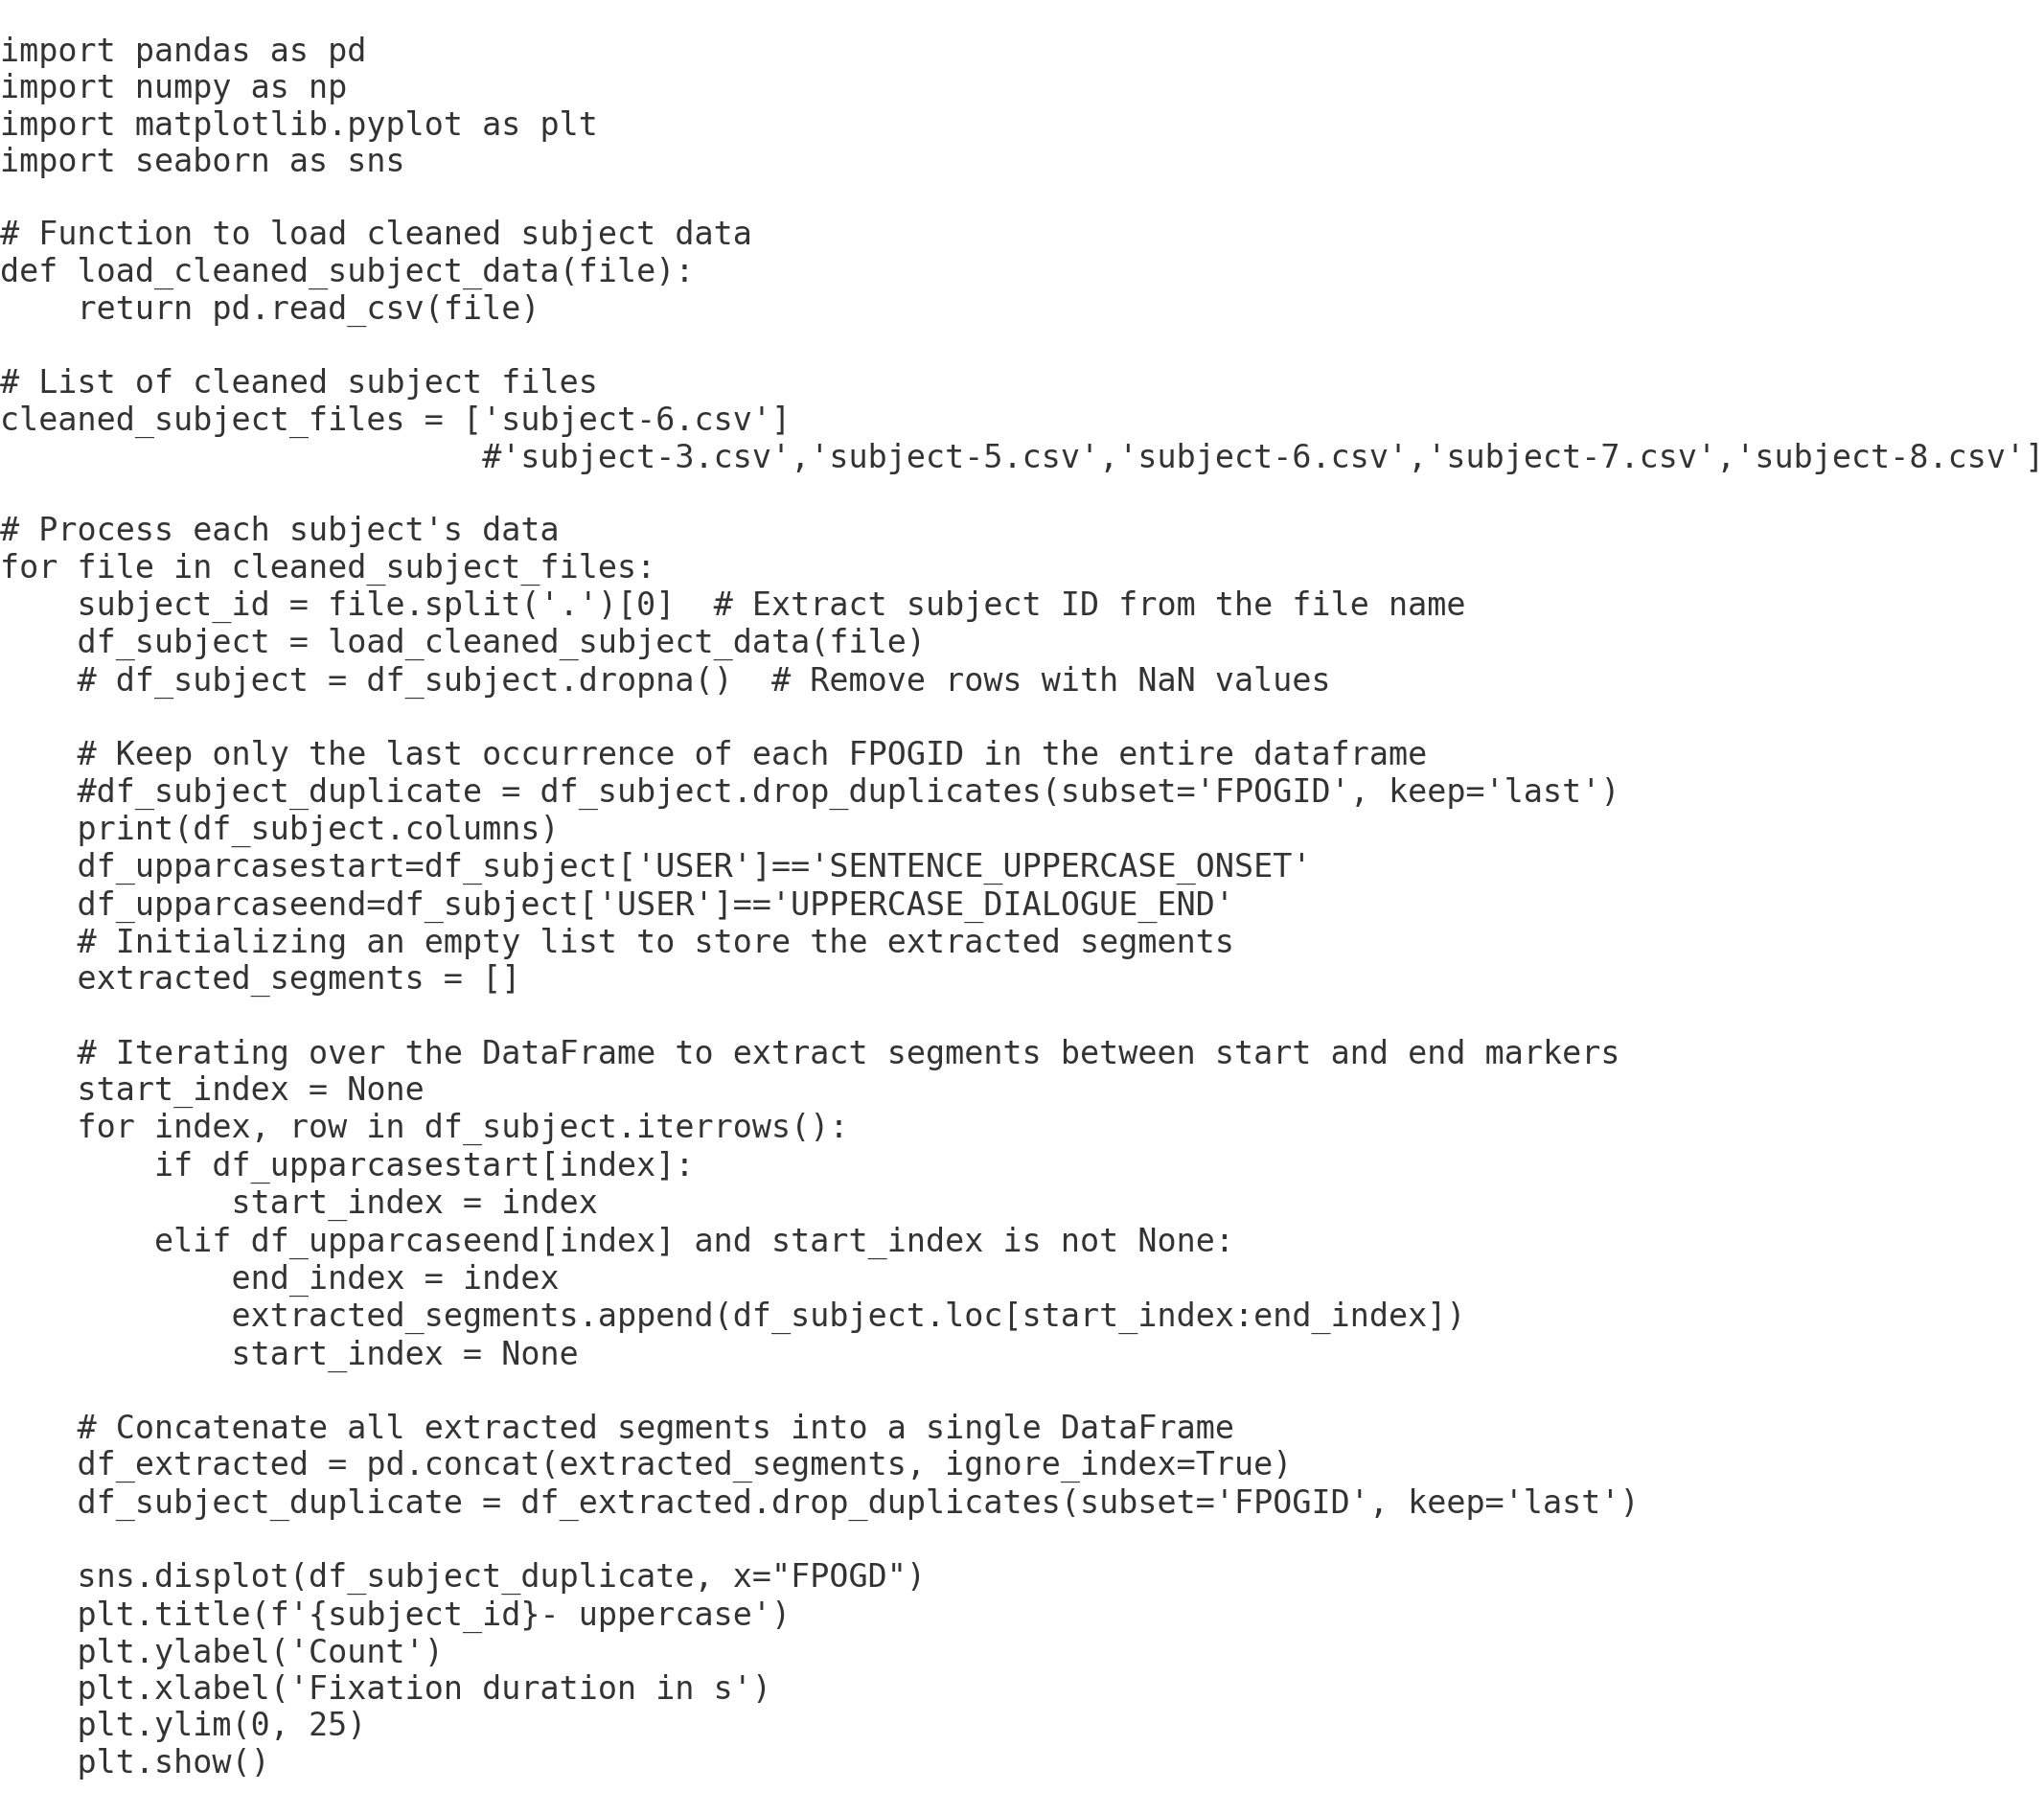 import pandas as pd
import numpy as np
import matplotlib.pyplot as plt
import seaborn as sns

# Function to load cleaned subject data
def load_cleaned_subject_data(file):
    return pd.read_csv(file)

# List of cleaned subject files
cleaned_subject_files = ['subject-6.csv']
                         #'subject-3.csv','subject-5.csv','subject-6.csv','subject-7.csv','subject-8.csv']

# Process each subject's data
for file in cleaned_subject_files:
    subject_id = file.split('.')[0]  # Extract subject ID from the file name
    df_subject = load_cleaned_subject_data(file)
    # df_subject = df_subject.dropna()  # Remove rows with NaN values

    # Keep only the last occurrence of each FPOGID in the entire dataframe
    #df_subject_duplicate = df_subject.drop_duplicates(subset='FPOGID', keep='last')
    print(df_subject.columns)
    df_upparcasestart=df_subject['USER']=='SENTENCE_UPPERCASE_ONSET'
    df_upparcaseend=df_subject['USER']=='UPPERCASE_DIALOGUE_END'
    # Initializing an empty list to store the extracted segments
    extracted_segments = []

    # Iterating over the DataFrame to extract segments between start and end markers
    start_index = None
    for index, row in df_subject.iterrows():
        if df_upparcasestart[index]:
            start_index = index
        elif df_upparcaseend[index] and start_index is not None:
            end_index = index
            extracted_segments.append(df_subject.loc[start_index:end_index])
            start_index = None

    # Concatenate all extracted segments into a single DataFrame
    df_extracted = pd.concat(extracted_segments, ignore_index=True)
    df_subject_duplicate = df_extracted.drop_duplicates(subset='FPOGID', keep='last')

    sns.displot(df_subject_duplicate, x="FPOGD")
    plt.title(f'{subject_id}- uppercase')
    plt.ylabel('Count')
    plt.xlabel('Fixation duration in s')
    plt.ylim(0, 25)
    plt.show()